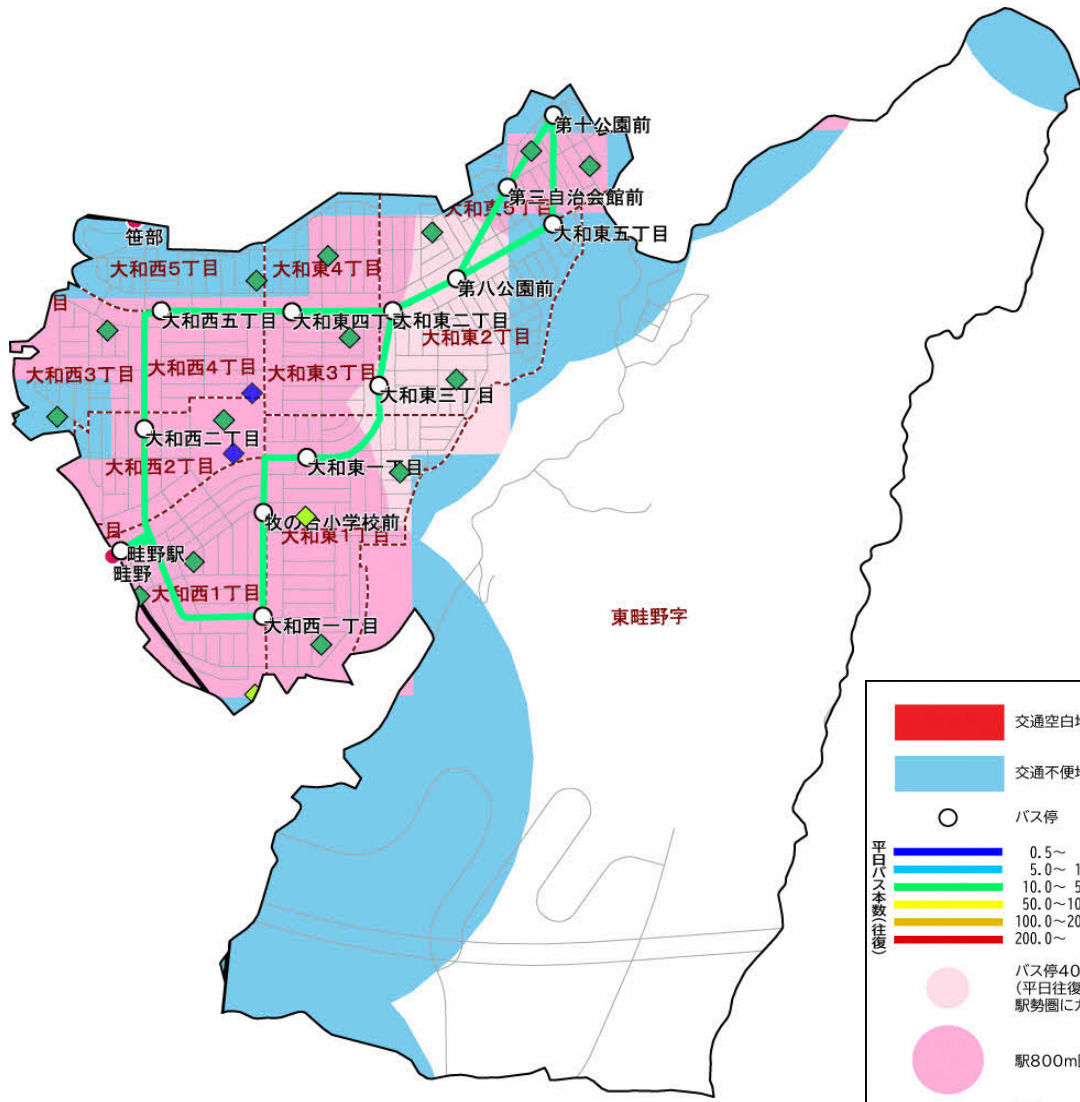 第十公園前
第三自治会館前
大和東5丁目
大和東五丁目
笹部
大和西5丁目
大和東4丁目
第八公園前
目
大和西五丁目
大和東四丁目
大和東二丁目
大和東2丁目
大和西3丁目
大和西4丁目
大和東3丁目
大和東三丁目
大和西二丁目
大和西2丁目
大和東一丁目
牧の台小学校前
目
大和東1丁目
畦野駅
畦野
大和西1丁目
大和西一丁目
東畦野字
交通空白地
交通不便地
バス停
平日バス本数(往復)
0.5～
5.0～ 1
10.0～ 5
50.0～10
100.0～20
200.0～
バス停40
(平日往復
駅勢圏に
駅800m